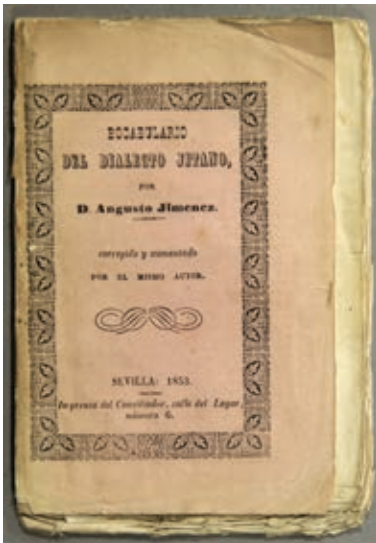 VOCABULARIO
DEL DIALECTO JITANO,
POR
D. Augusto Jimenez.
corregido y aumentado
POR EL MISMO AUTOR.
SEVILLA: 1853.
Imprenta del Conciliador, calle del Lagar,
número 6.